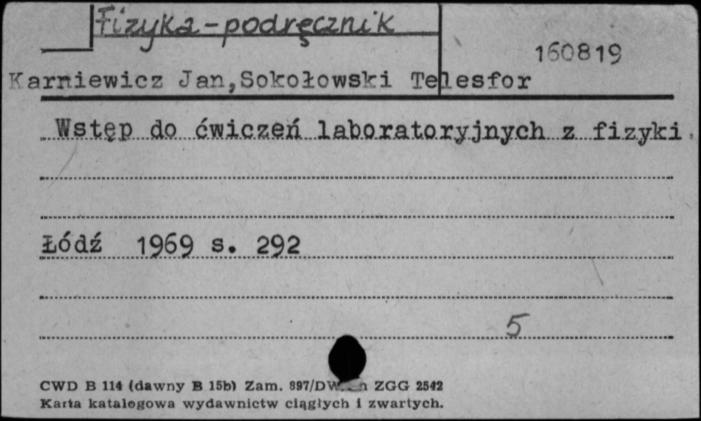 Fizyka-podręcznik
160819
Karniewicz Jan, Sokołowski Telesfor
Wstęp do ćwiczeń laboratoryjnych z fizyki.
Łódź 1969 s. 292
5
CWD B 114 (dawny B 15b) Zam. 897/ ZGG 2542
Karta katalogowa wydawnictw ciągłych i zwartych.